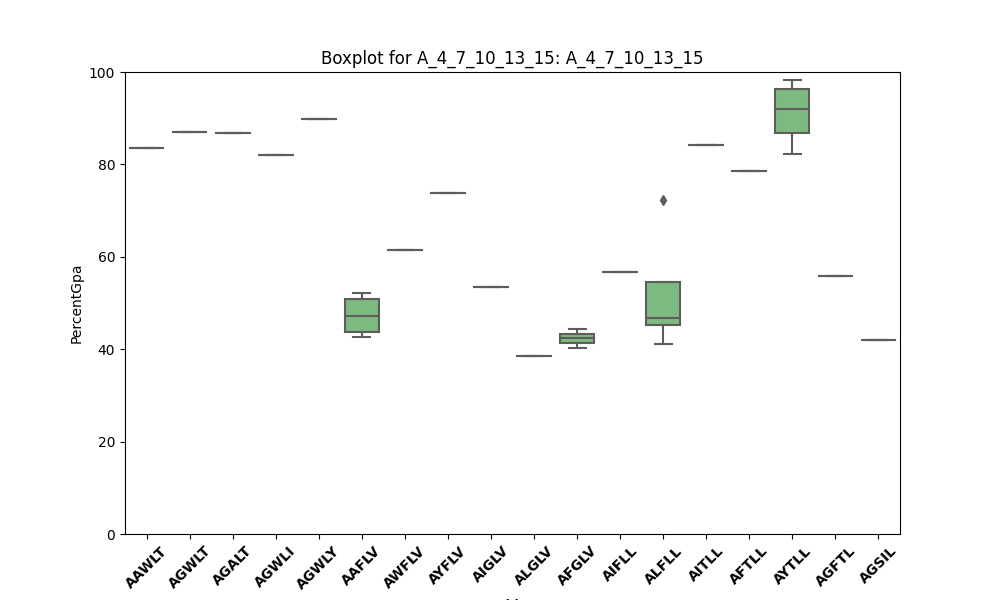 Boxplot for A_4_7_10_13_15: A_4_7_10_13_15
PercentGpa
100
80
60
40
20
0
AAWLT
AGWLT
AGALT
AGWLI
AGWLY
AAFLV
AWFLV
AYFLV
AIGLV
ALGLV
AFGLV
AIFLL
ALFLL
AITLL
AFTLL
AYTLL
AGFTL
AGSIL